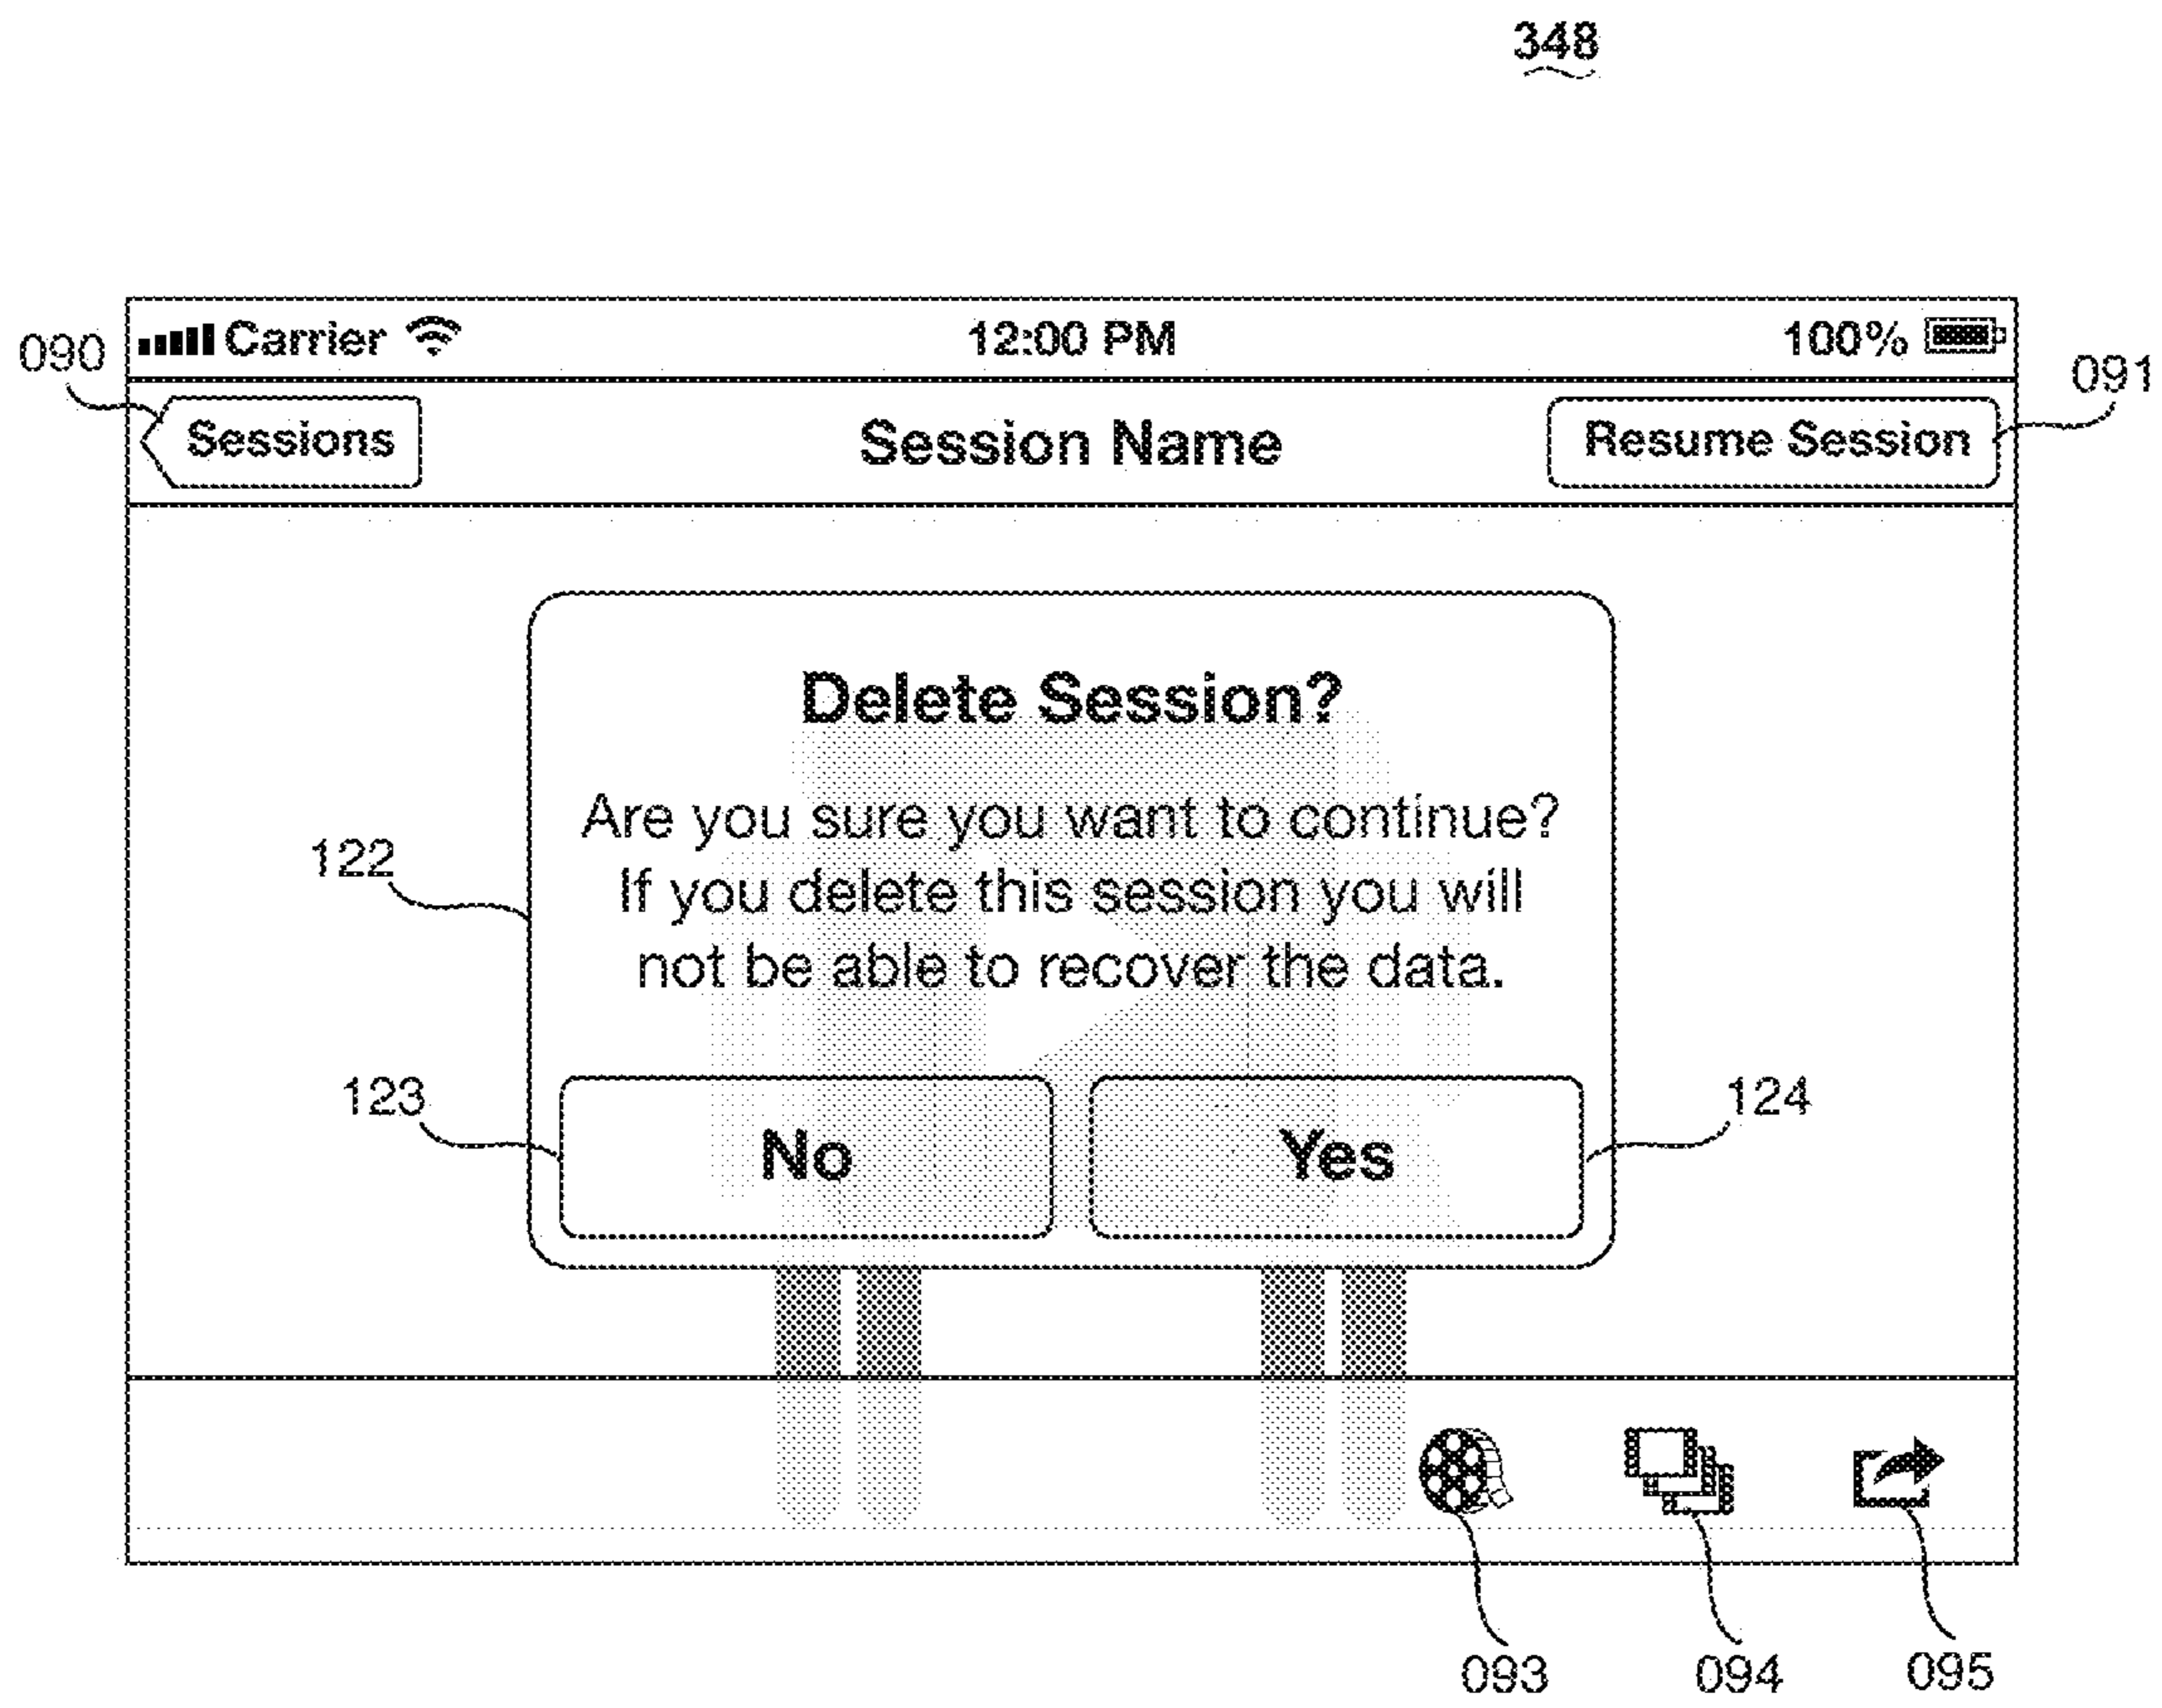 348
Carrier 12:00 PM 100%
090
091
Sessions Session Name Resume Session
Delete Session?
Are you sure you want to continue?
If you delete this session you will
not be able to recover the data.
122
123
No Yes
124
093 094 095